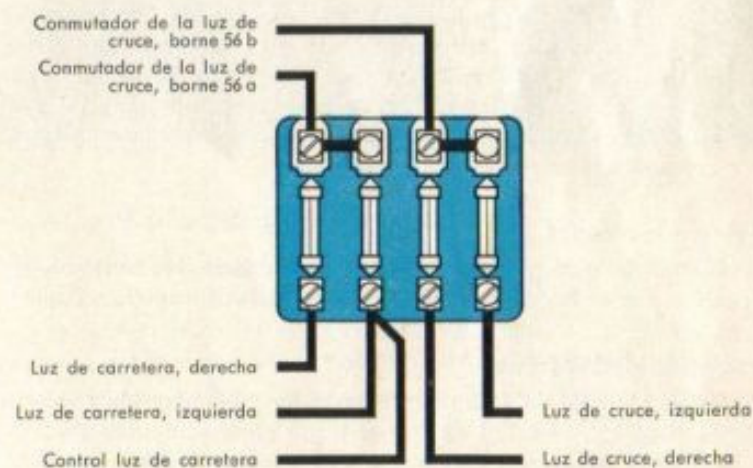 Conmutador de la luz de
cruce, borne 56 b
Conmutador de la luz de
cruce, borne 56 a
Luz de carretera, derecha
Luz de carretera, izquierda
Control luz de carretera
Luz de cruce, izquierda
Luz de cruce, derecha